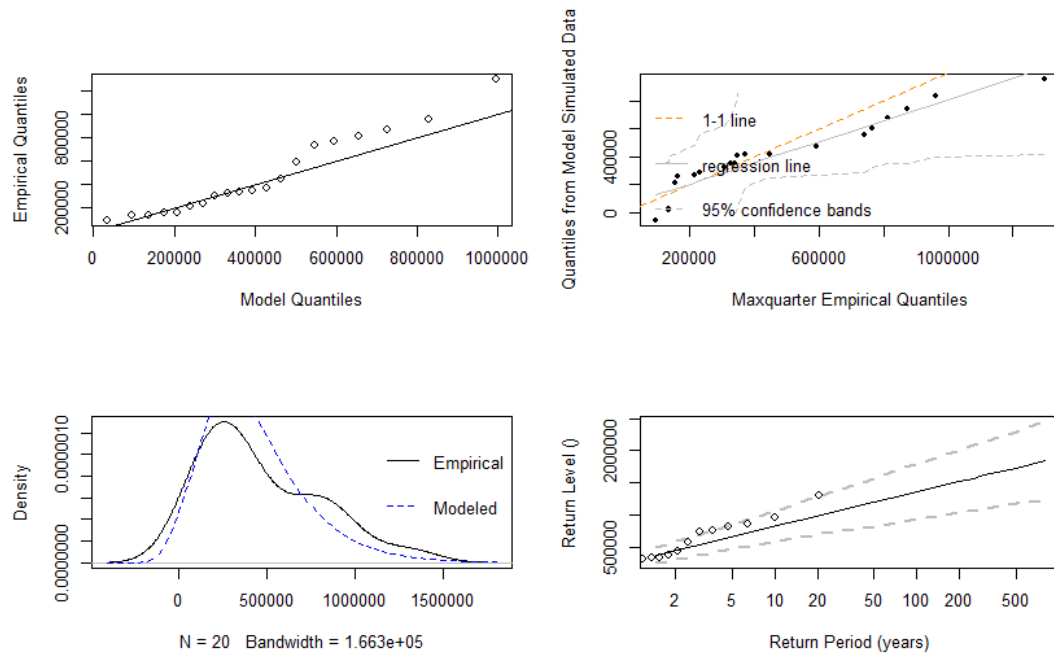 Empirical Quantiles
200000
800000
0
200000
400000
600000
800000
1000000
Model Quantiles
Quantiles from Model Simulated Data
0
400000
1-1 line
regression line
95% confidence bands
200000
600000
1000000
Maxquarter Empirical Quantiles
Density
0.0000000
0.0000010
Empirical
Modeled
0
500000
1000000
1500000
N = 20 Bandwidth = 1.663e+05
Return Level ()
500000
2000000
2
5
10
20
50
100
200
500
Return Period (years)